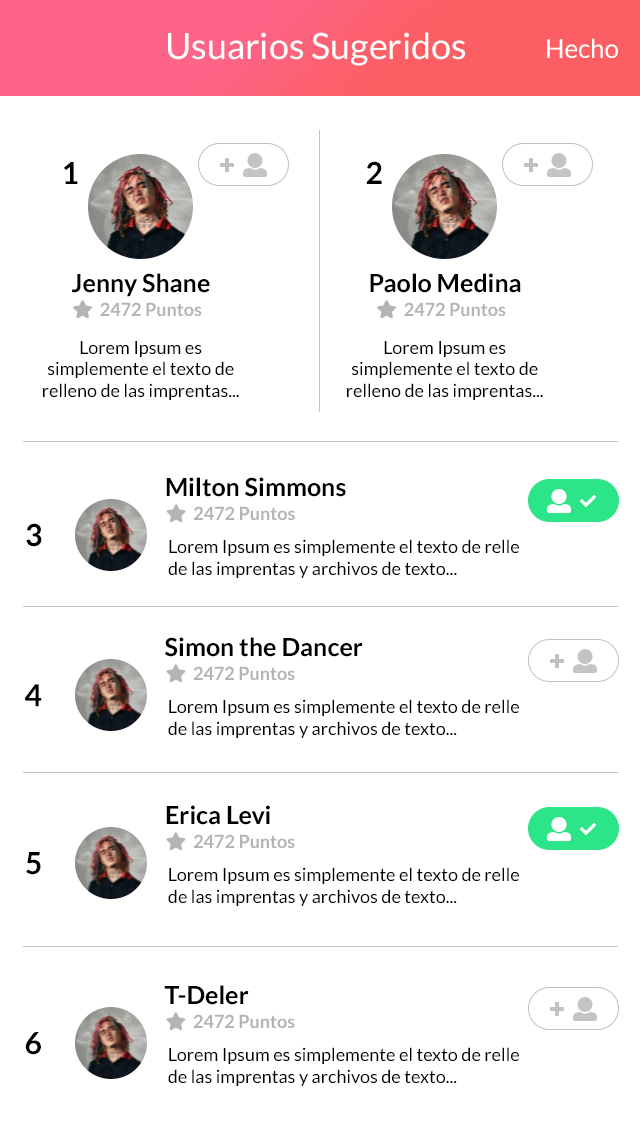 Usuarios Sugeridos
Hecho
1
Jenny Shane
2472 Puntos
Lorem Ipsum es
simplemente el texto de
relleno de las imprentas...
2
Paolo Medina
2472 Puntos
Lorem Ipsum es
simplemente el texto de
relleno de las imprentas...
3
Milton Simmons
2472 Puntos
Lorem Ipsum es simplemente el texto de relle
de las imprentas y archivos de texto...
4
Simon the Dancer
2472 Puntos
Lorem Ipsum es simplemente el texto de relle
de las imprentas y archivos de texto...
5
Erica Levi
2472 Puntos
Lorem Ipsum es simplemente el texto de relle
de las imprentas y archivos de texto...
6
T-Deler
2472 Puntos
Lorem Ipsum es simplemente el texto de relle
de las imprentas y archivos de texto...